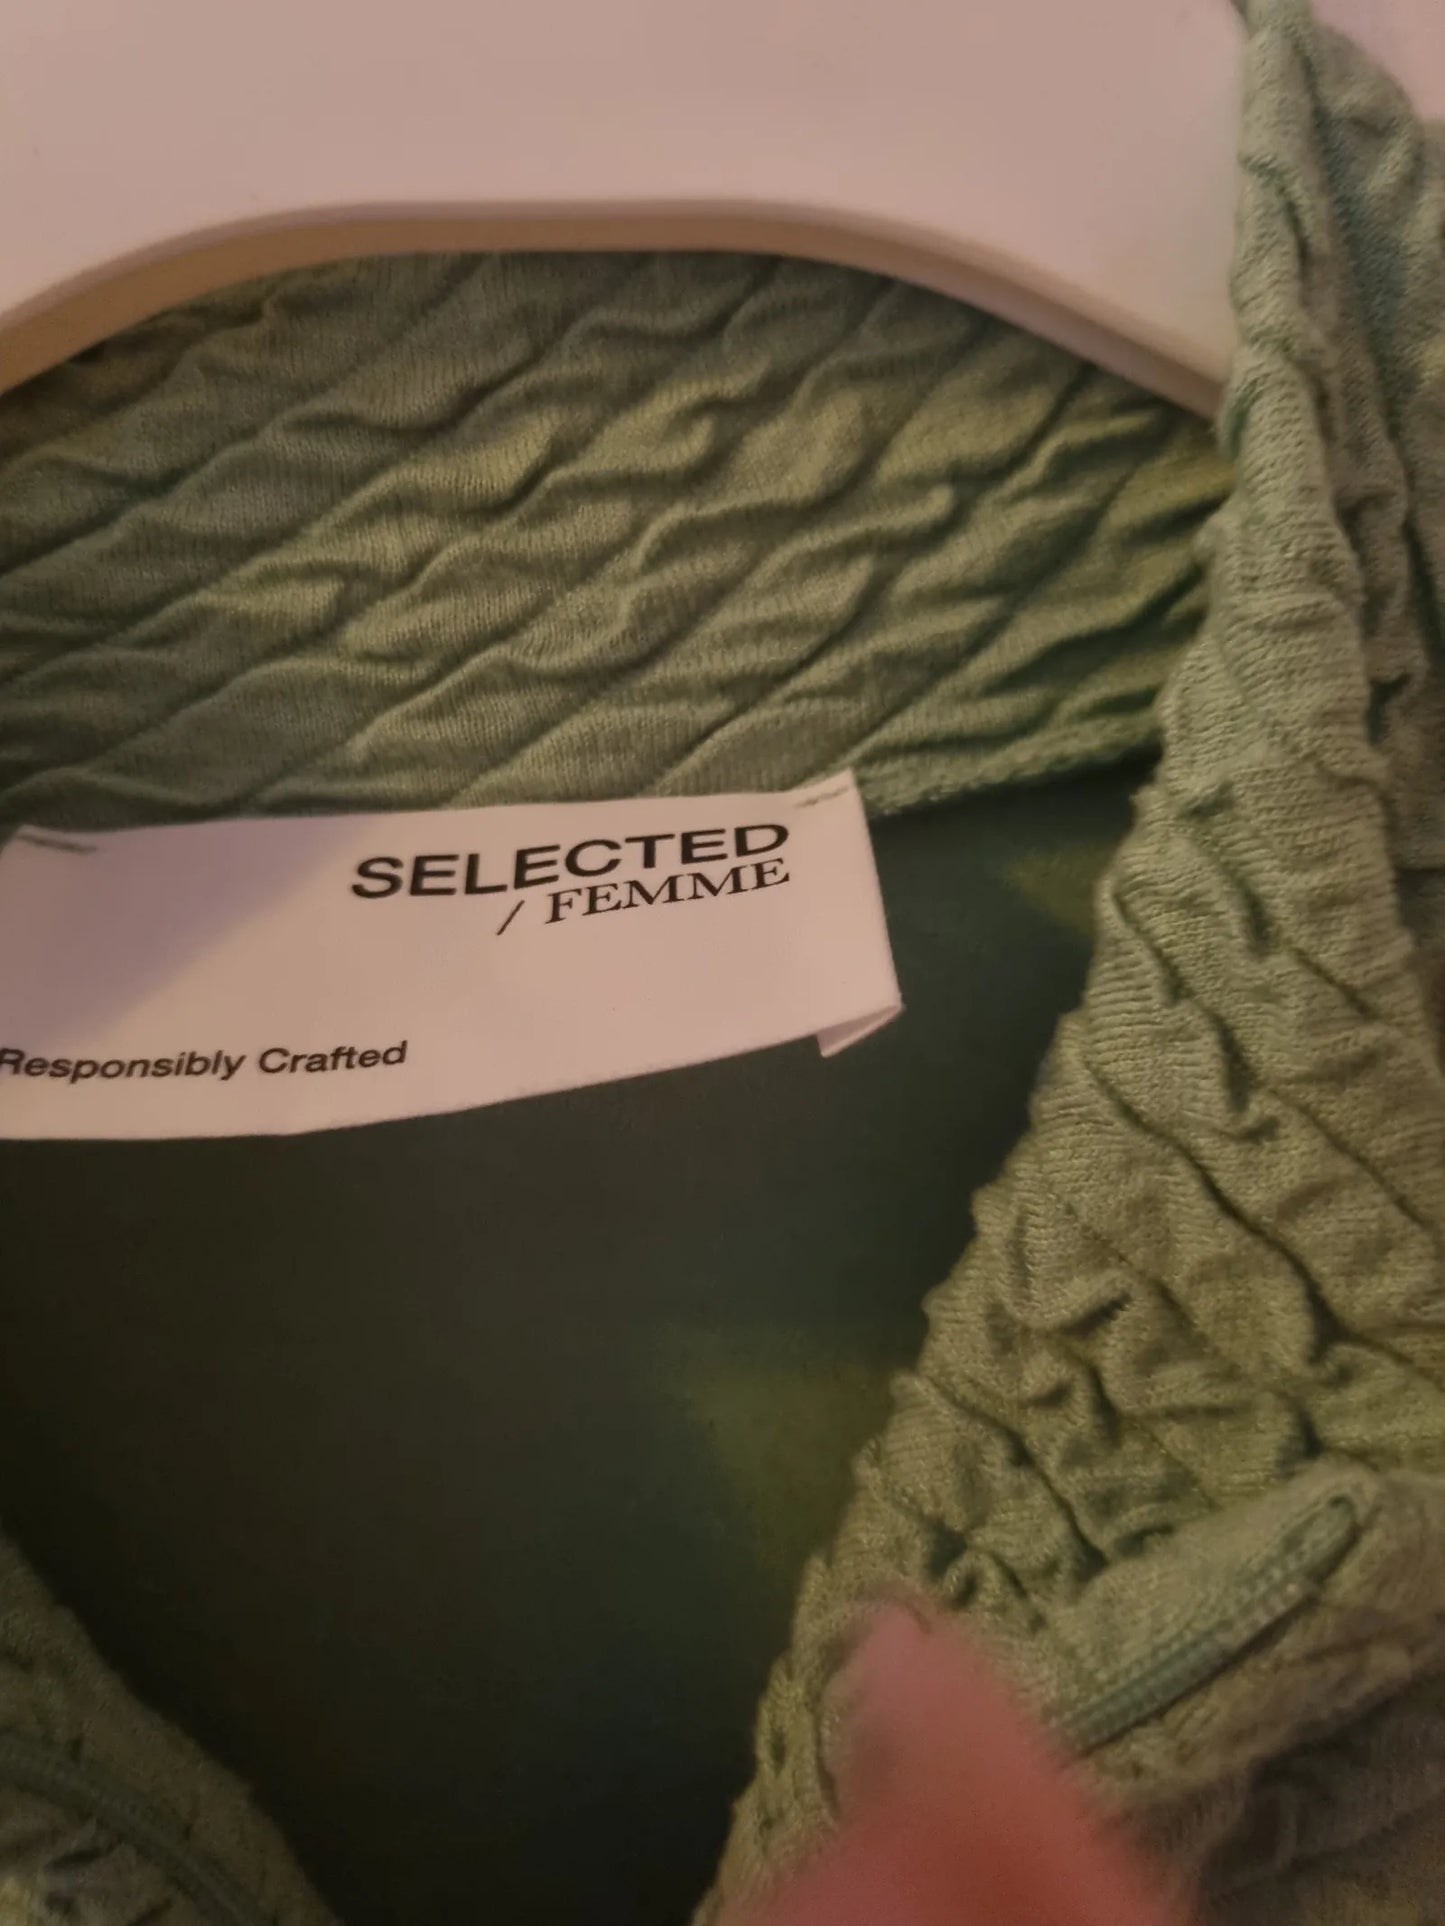 SELECTED
/ FEMME
Responsibly Crafted